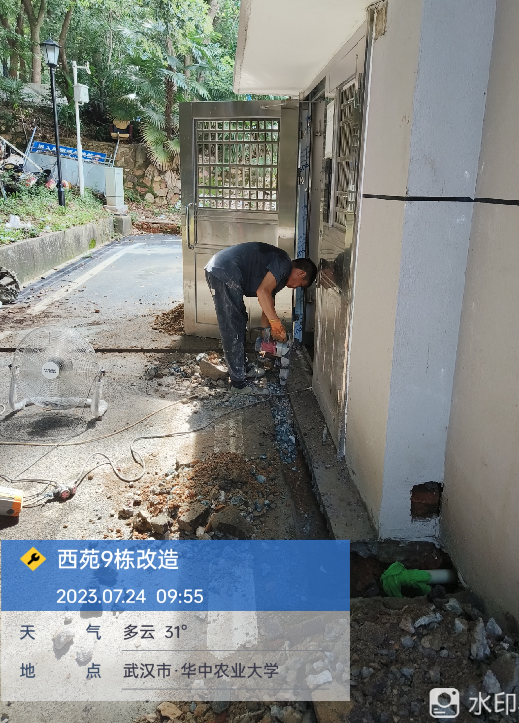 西苑9栋改造
2023.07.24 09:55
天 气 多云 31°
地 点 武汉市·华中农业大学
水印